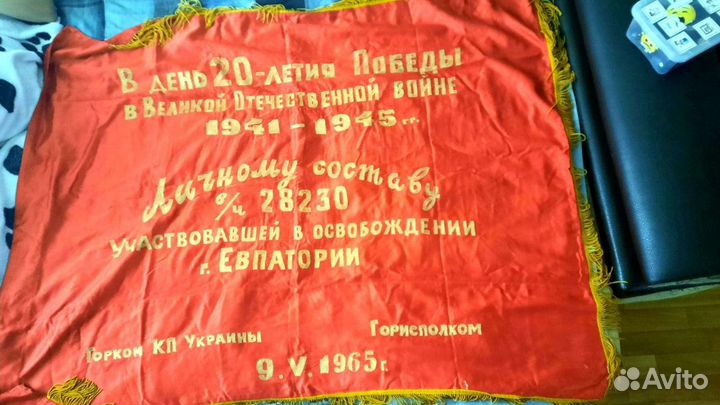 В день 20-летия Победы
в Великой Отечественной войне
1941-1945 гг.
Личному составу
в/ч 28230
участвовавшей в освобождении
г. Евпатории
Горком КП Украины Горисполком
9.V.1965 г.
Avito